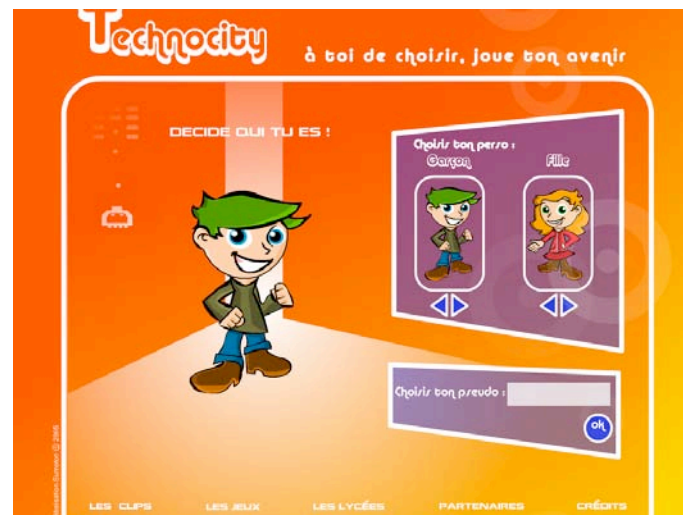 Technocity
à toi de choisir, joue ton avenir
DECIDE QUI TU ES !
Choisis ton perso :
Garçon Fille
Choisis ton pseudo :
ok
LES CLIPS LES JEUX LES LYCÉES PARTENAIRES CRÉDITS